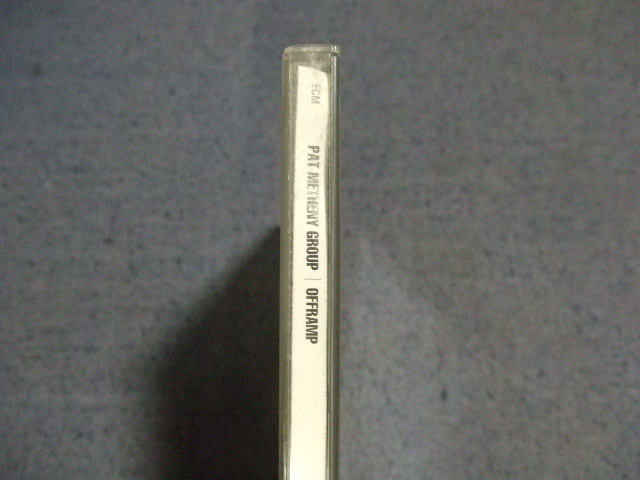 ECM
PAT METHENY GROUP | OFFRAMP